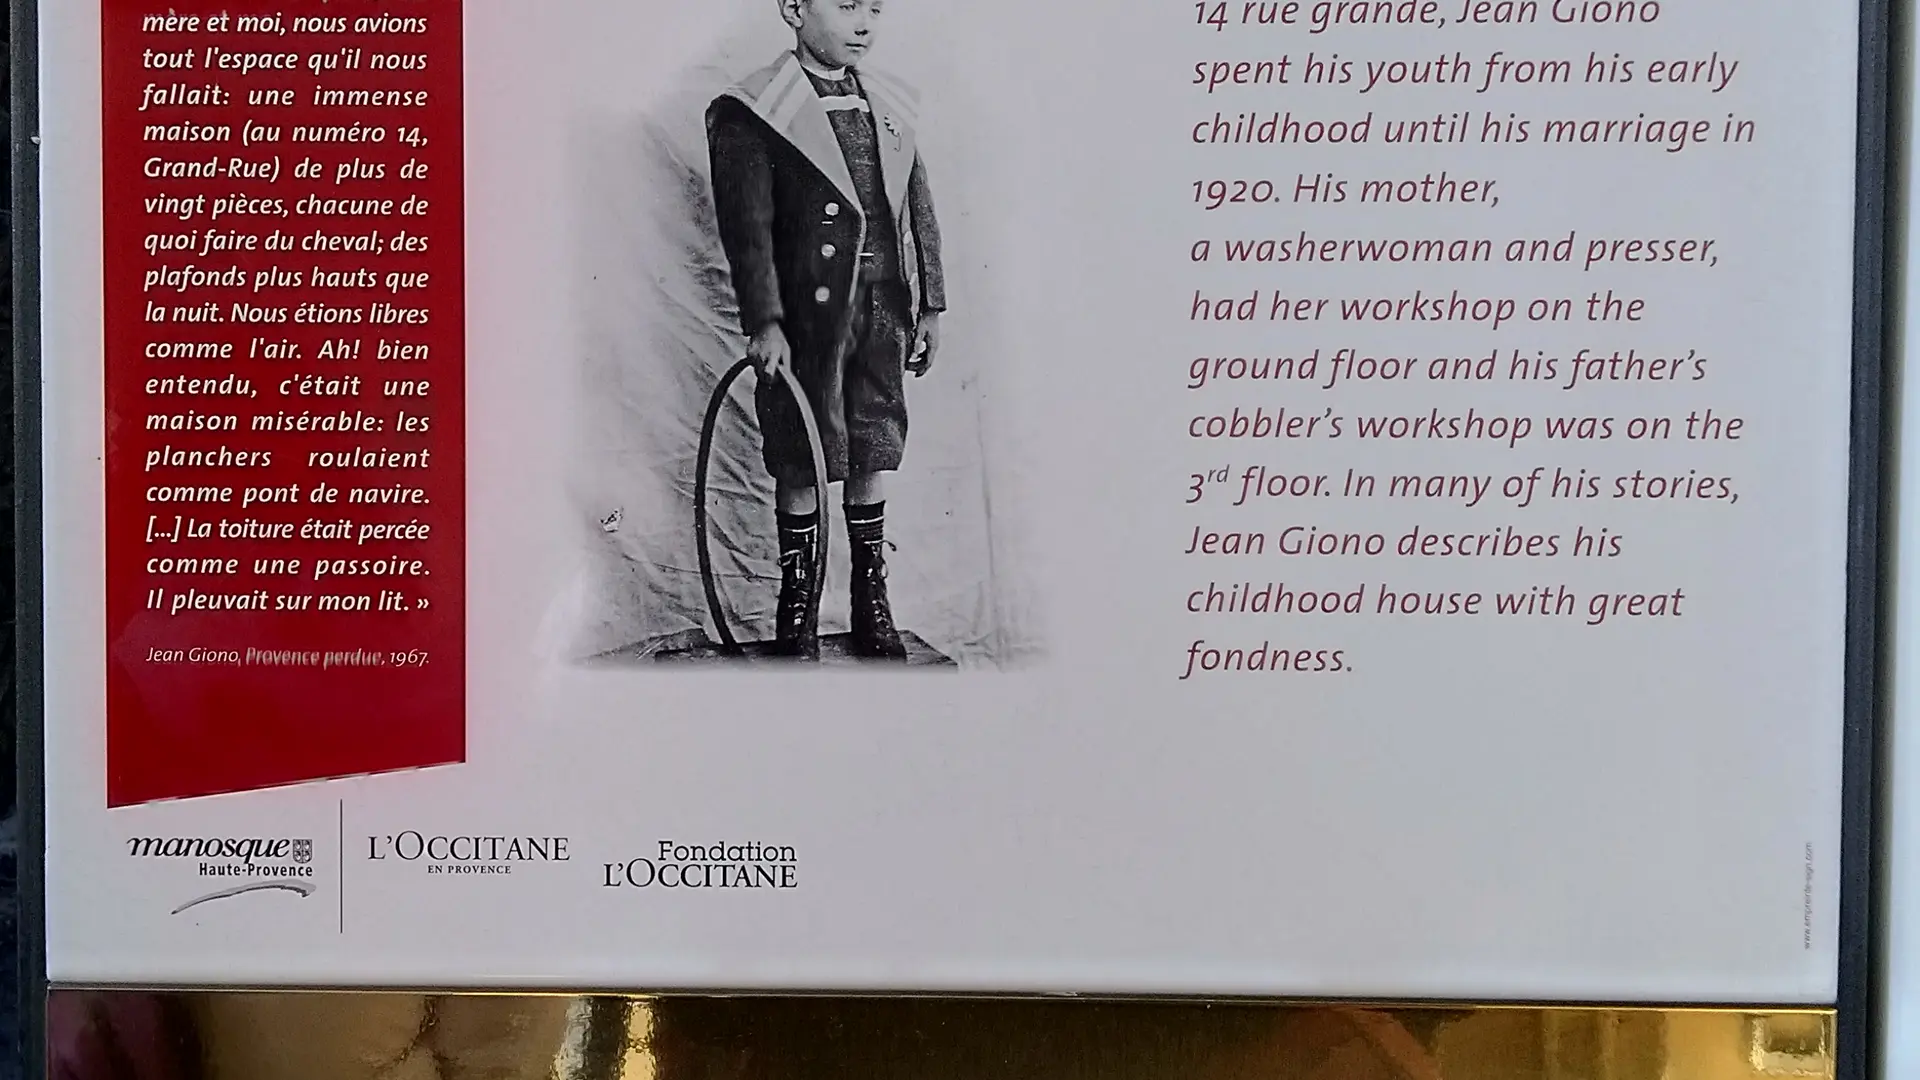 mère et moi, nous avions
tout l'espace qu'il nous
fallait: une immense
maison (au numéro 14,
Grand-Rue) de plus de
vingt pièces, chacune de
quoi faire du cheval; des
plafonds plus hauts que
la nuit. Nous étions libres
comme l'air. Ah! bien
entendu, c'était une
maison misérable: les
planchers roulaient
comme pont de navire.
[...] La toiture était percée
comme une passoire.
Il pleuvait sur mon lit. »
Jean Giono, Provence perdue, 1967.
14 rue grande, Jean Giono
spent his youth from his early
childhood until his marriage in
1920. His mother,
a washerwoman and presser,
had her workshop on the
ground floor and his father's
cobbler's workshop was on the
3rd floor. In many of his stories,
Jean Giono describes his
childhood house with great
fondness.
manosque
Haute-Provence
L'OCCITANE
EN PROVENCE
Fondation
L'OCCITANE
www.empreinte-sign.com